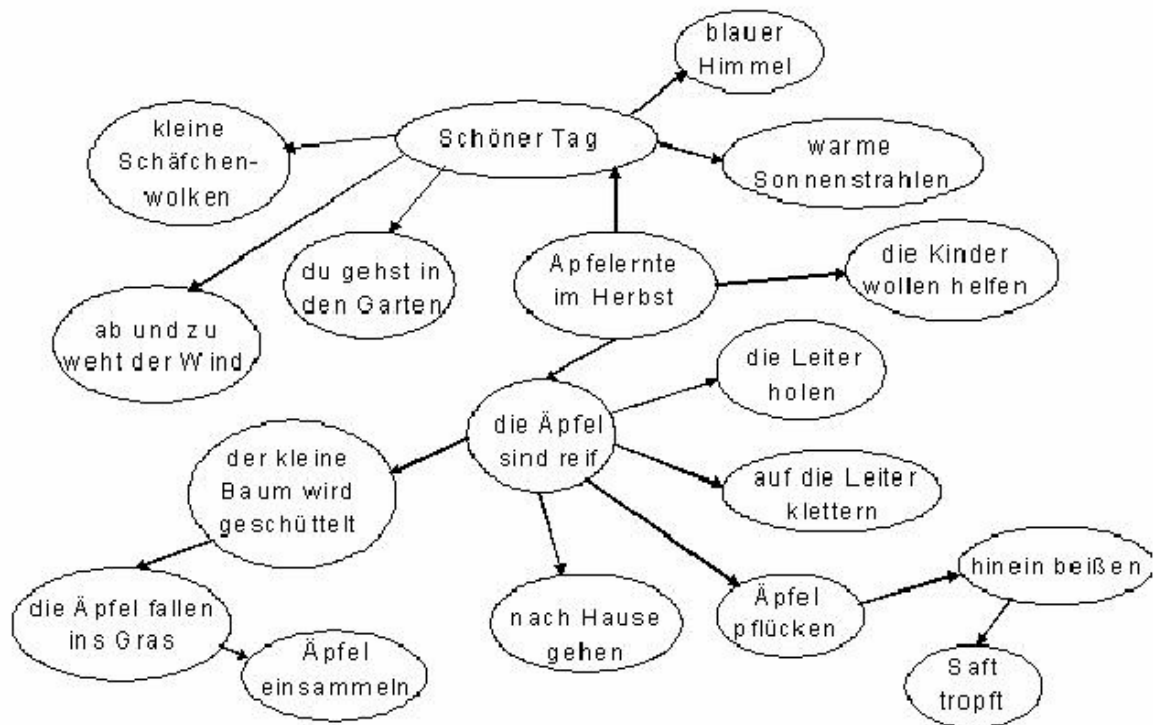 blauer
Himmel
kleine
Schäfchen-
wolken
Schöner Tag
warme
Sonnenstrahlen
du gehst in
den Garten
Apfelernte
im Herbst
die Kinder
wollen helfen
ab und zu
weht der Wind
die Leiter
holen
die Äpfel
sind reif
der kleine
Baum wird
geschüttelt
auf die Leiter
klettern
hinein beißen
die Äpfel fallen
ins Gras
nach Hause
gehen
Äpfel
pflücken
Äpfel
einsammeln
Saft
tropft